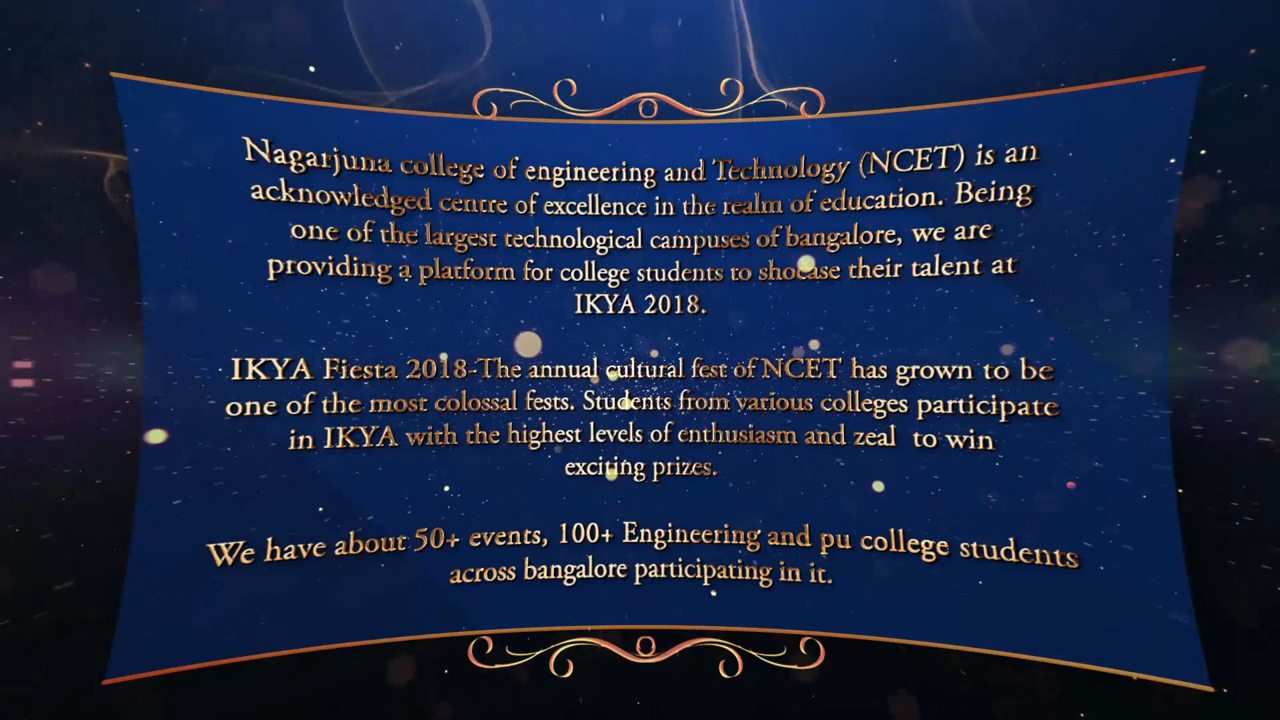 Nagarjuna college of engineering and Technology (NCET) is an
acknowledged centre of excellence in the realm of education. Being
one of the largest technological campuses of bangalore, we are
providing a platform for college students to shocase their talent at
IKYA 2018.
IKYA Fiesta 2018-The annual cultural fest of NCET has grown to be
one of the most colossal fests. Students from various colleges participate
in IKYA with the highest levels of enthusiasm and zeal to win
exciting prizes.
We have about 50+ events, 100+ Engineering and pu college students
across bangalore participating in it.